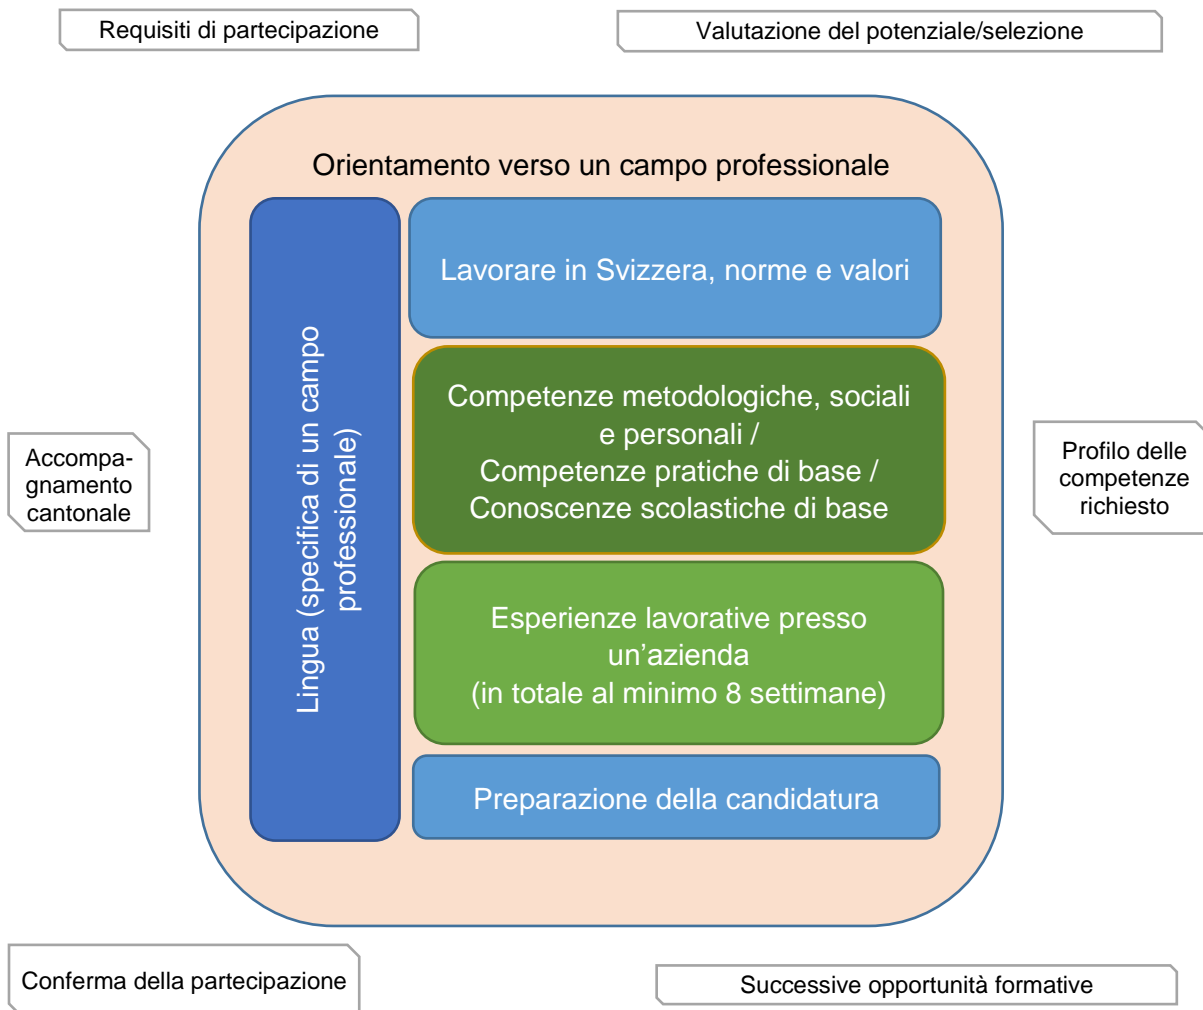 Requisiti di partecipazione
Valutazione del potenziale/selezione
Orientamento verso un campo professionale
Lingua (specifica di un campo
professionale)
Lavorare in Svizzera, norme e valori
Competenze metodologiche, sociali
e personali /
Competenze pratiche di base /
Conoscenze scolastiche di base
Esperienze lavorative presso
un’azienda
(in totale al minimo 8 settimane)
Preparazione della candidatura
Accompa-
gnamento
cantonale
Profilo delle
competenze
richiesto
Conferma della partecipazione
Successive opportunità formative